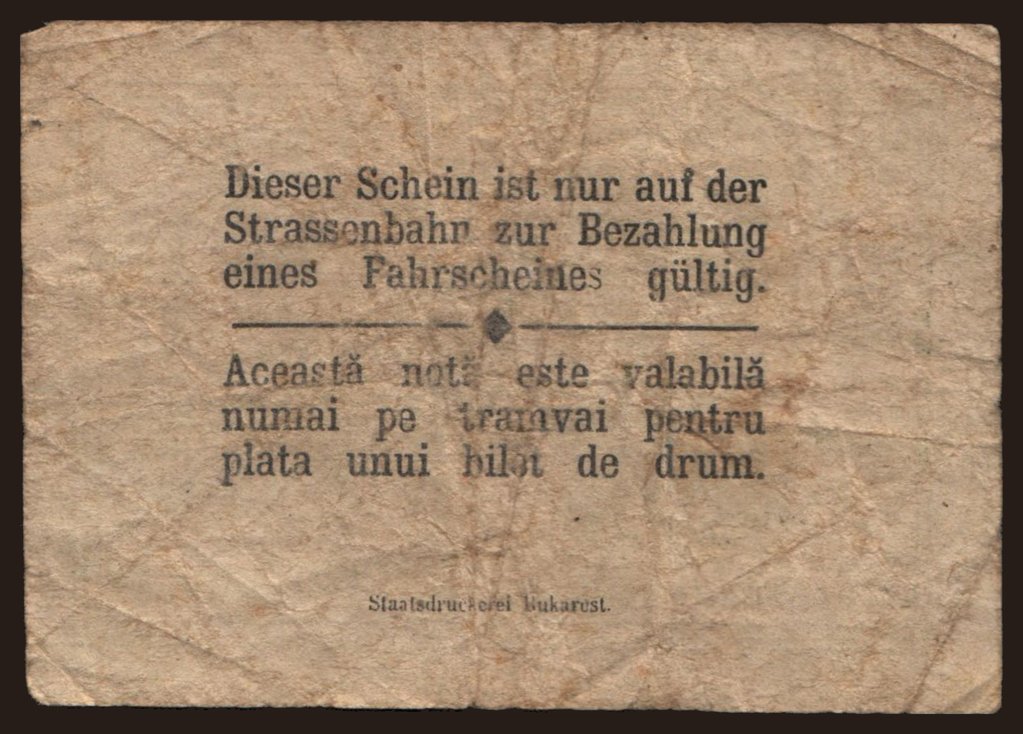 Dieser Schein ist nur auf der
Strassenbahn zur Bezahlung
eines Fahrscheines gültig.
Această notă este valabilă
numai pe tramvai pentru
plata unui bilet de drum.
Staatsdruckerei Bukarest.